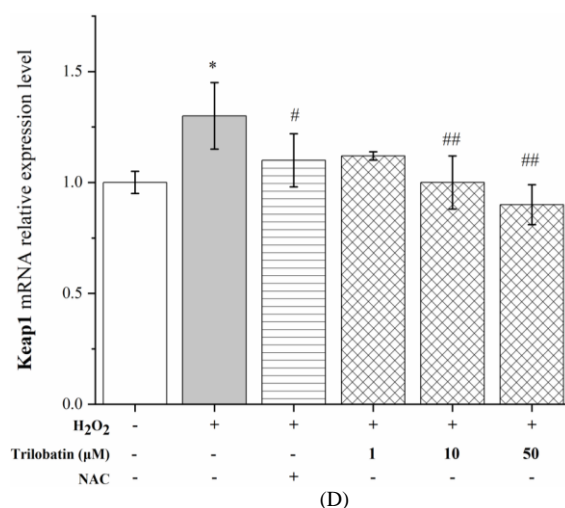 Keap1 mRNA relative expression level
1.5
1.0
0.5
0.0
*
#
##
##
H2O2 - + + + + +
Trilobatin (μM) - - - 1 10 50
NAC - - + - - -
(D)